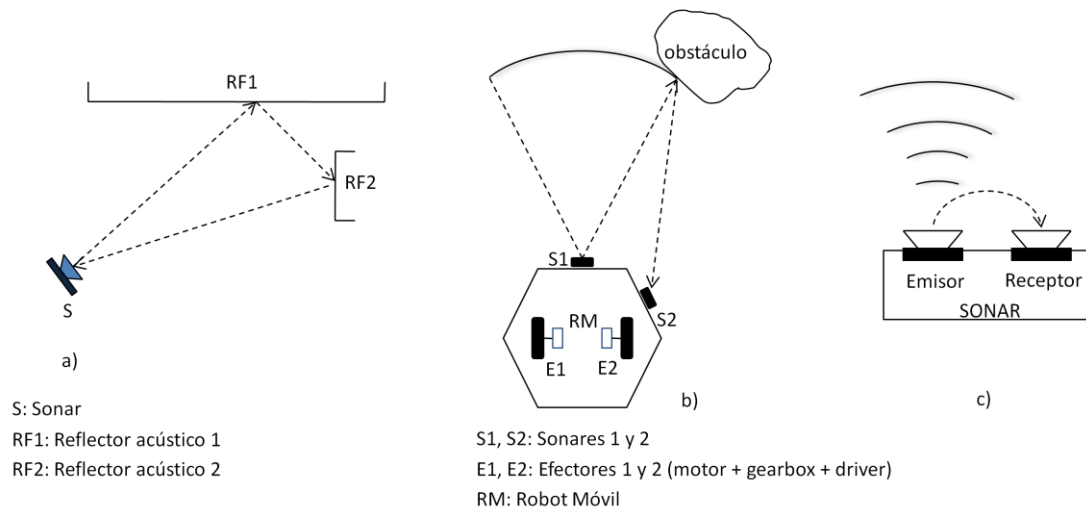 RF1
RF2
S
a)
S: Sonar
RF1: Reflector acústico 1
RF2: Reflector acústico 2
obstáculo
S1
S2
RM
E1
E2
b)
S1, S2: Sonares 1 y 2
E1, E2: Efectores 1 y 2 (motor + gearbox + driver)
RM: Robot Móvil
Emisor
Receptor
SONAR
c)